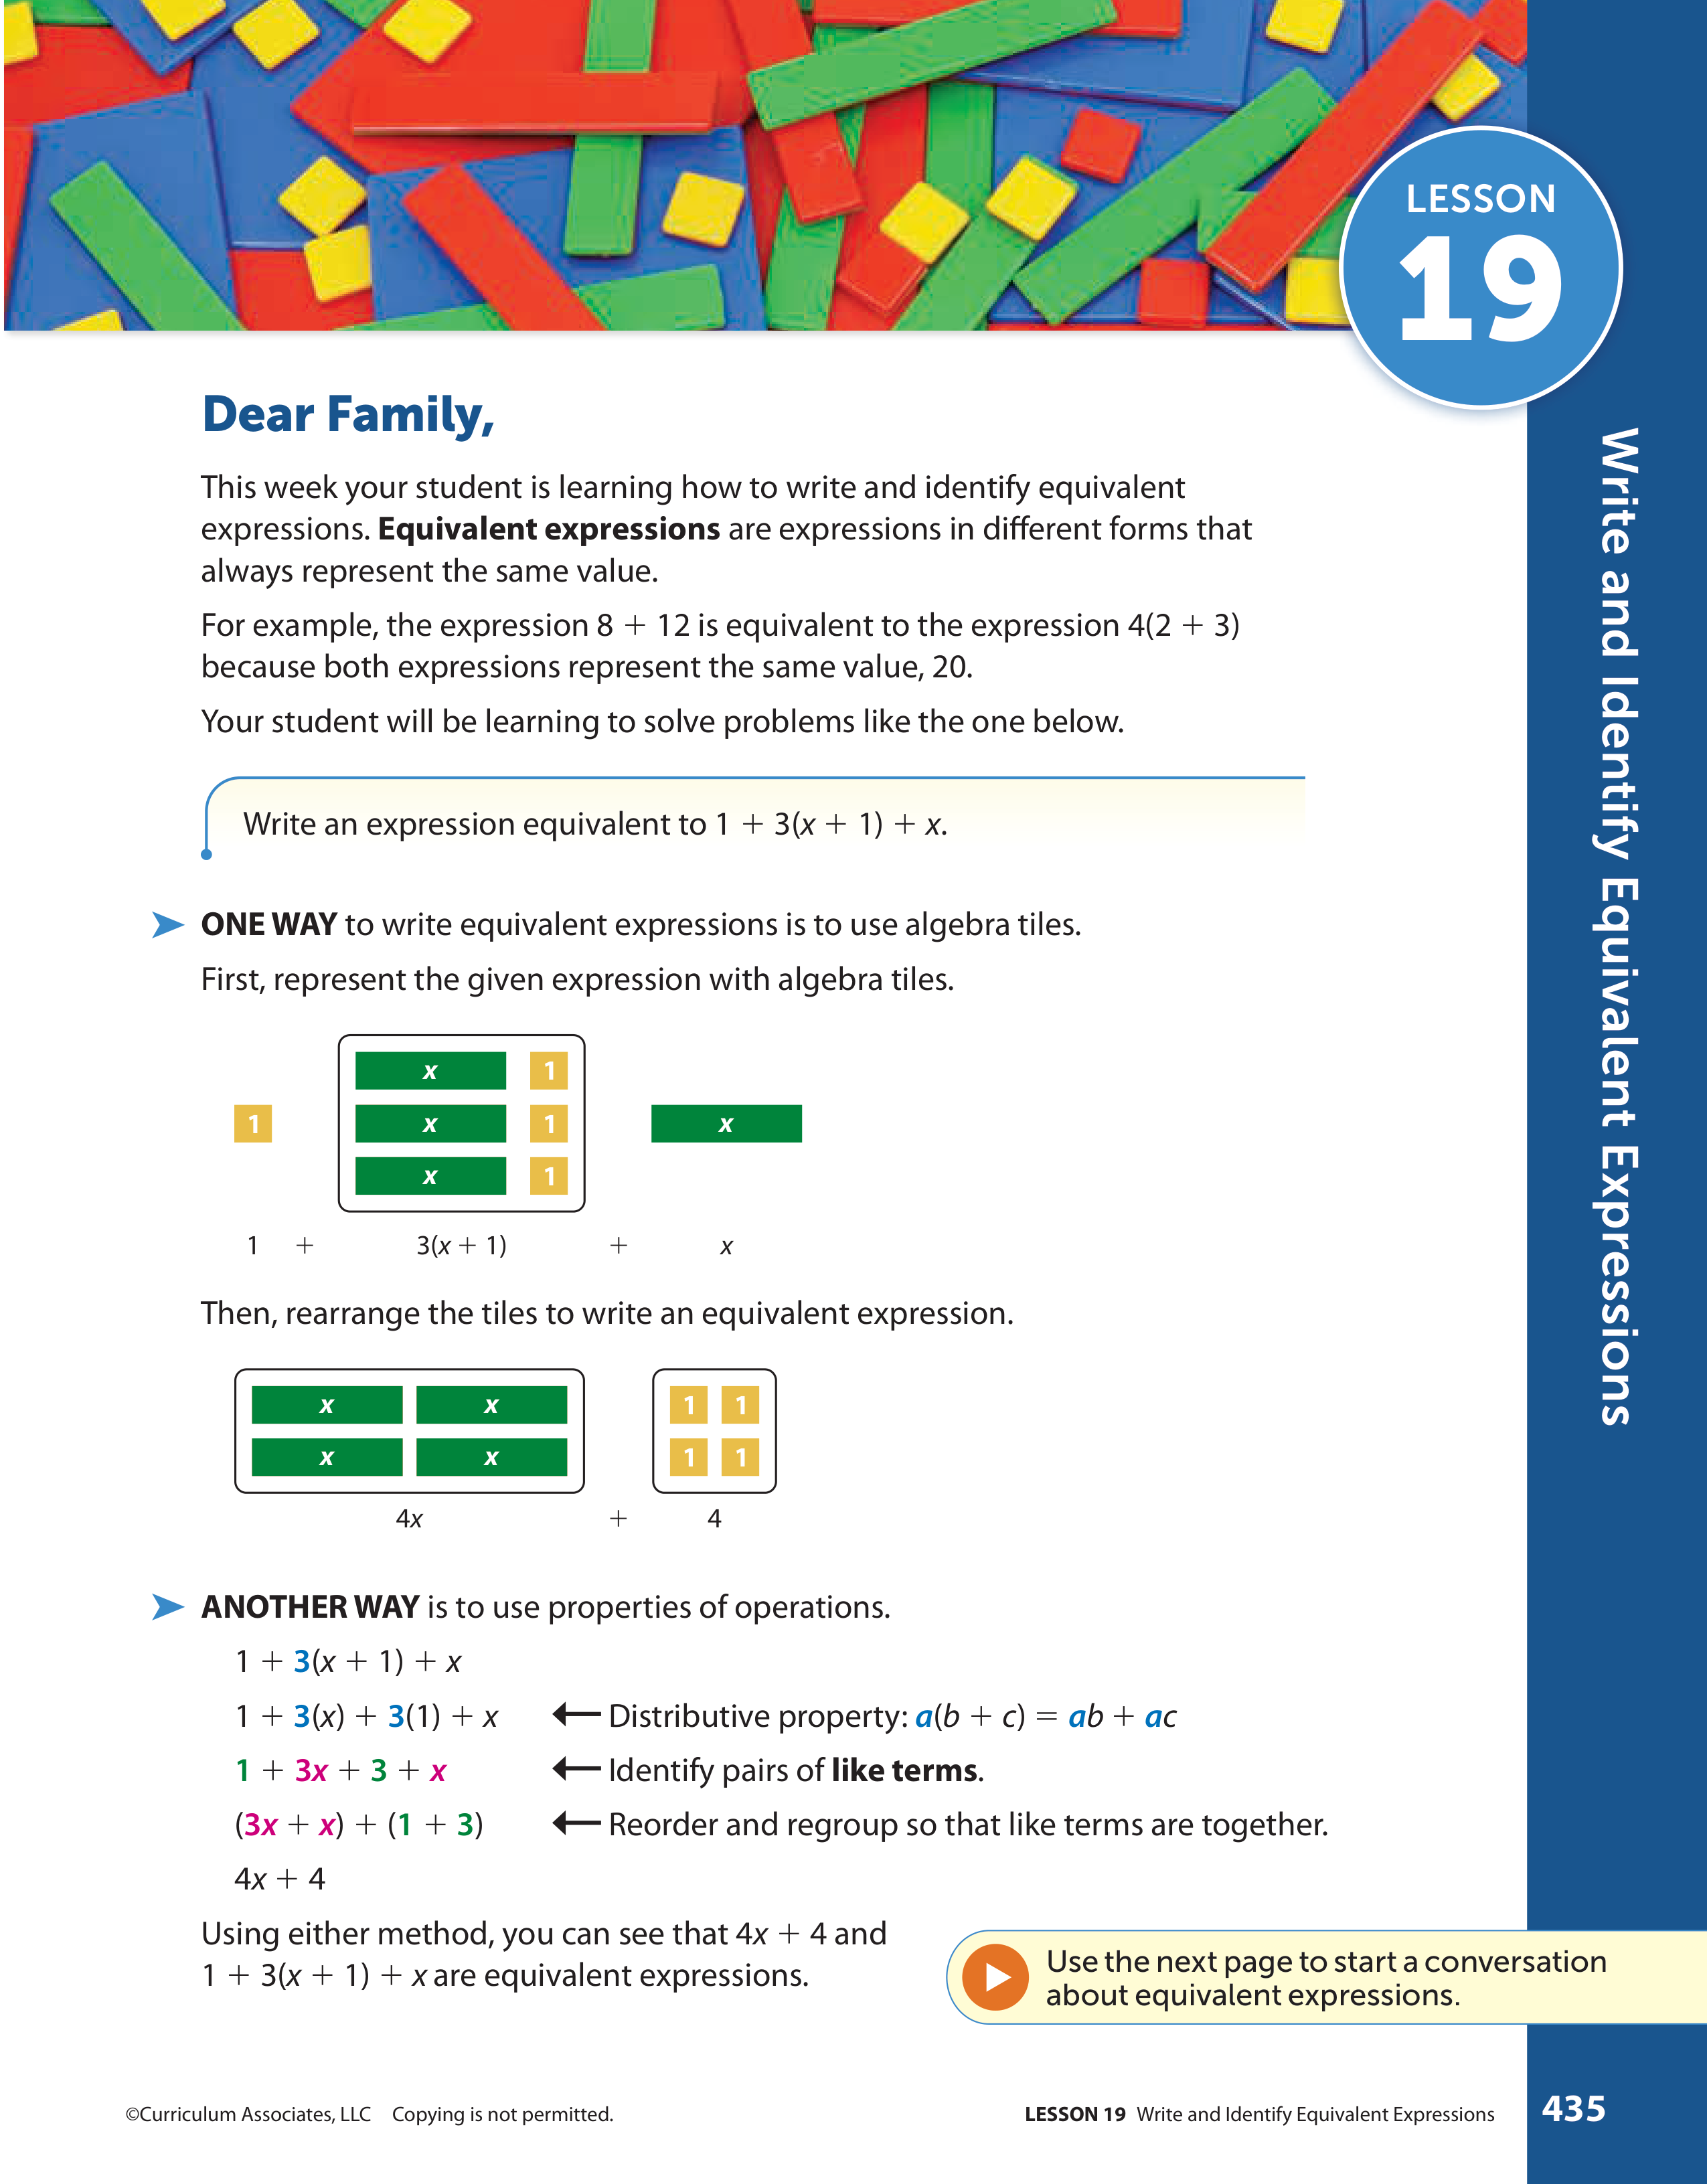 LESSON
19
Write and Identify Equivalent Expressions
Dear Family,
This week your student is learning how to write and identify equivalent
expressions. Equivalent expressions are expressions in different forms that
always represent the same value.
For example, the expression 8 + 12 is equivalent to the expression 4(2 + 3)
because both expressions represent the same value, 20.
Your student will be learning to solve problems like the one below.
Write an expression equivalent to 1 + 3(x + 1) + x.
➤ ONE WAY to write equivalent expressions is to use algebra tiles.
First, represent the given expression with algebra tiles.
x 1
1 x 1 x
x 1
1 + 3(x + 1) + x
Then, rearrange the tiles to write an equivalent expression.
x x 1 1
x x 1 1
4x + 4
➤ ANOTHER WAY is to use properties of operations.
1 + 3(x + 1) + x
1 + 3(x) + 3(1) + x ← Distributive property: a(b + c) = ab + ac
1 + 3x + 3 + x ← Identify pairs of like terms.
(3x + x) + (1 + 3) ← Reorder and regroup so that like terms are together.
4x + 4
Using either method, you can see that 4x + 4 and
1 + 3(x + 1) + x are equivalent expressions.
Use the next page to start a conversation
about equivalent expressions.
©Curriculum Associates, LLC Copying is not permitted.
LESSON 19 Write and Identify Equivalent Expressions 435